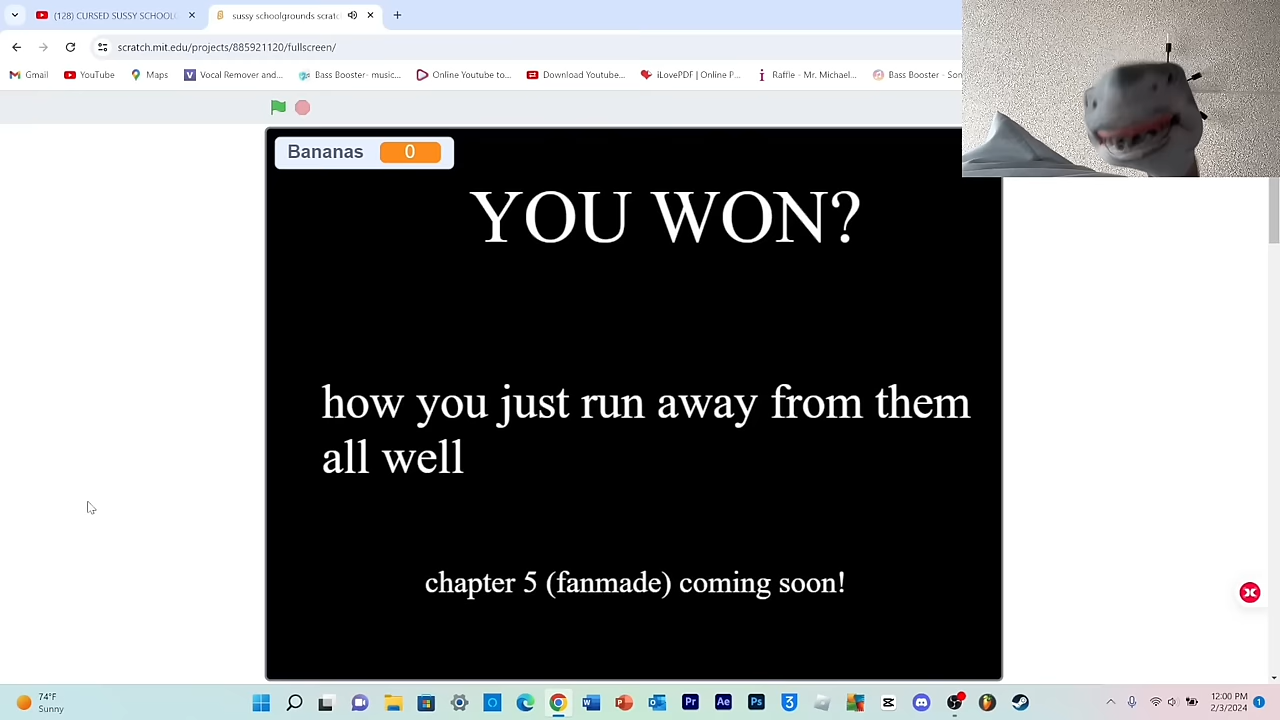 (128) CURSED SUSSY SCHOOLG
sussy schoolgrounds scratch
scratch.mit.edu/projects/885921120/fullscreen/
Gmail
YouTube
Maps
Vocal Remover and...
Bass Booster- music...
Online Youtube to...
Download Youtube...
iLovePDF | Online P...
Raffle - Mr. Michael...
Bass Booster - Son
Bananas 0
YOU WON?
how you just run away from them
all well
chapter 5 (fanmade) coming soon!
74°F
Sunny
12:00 PM
2/3/2024